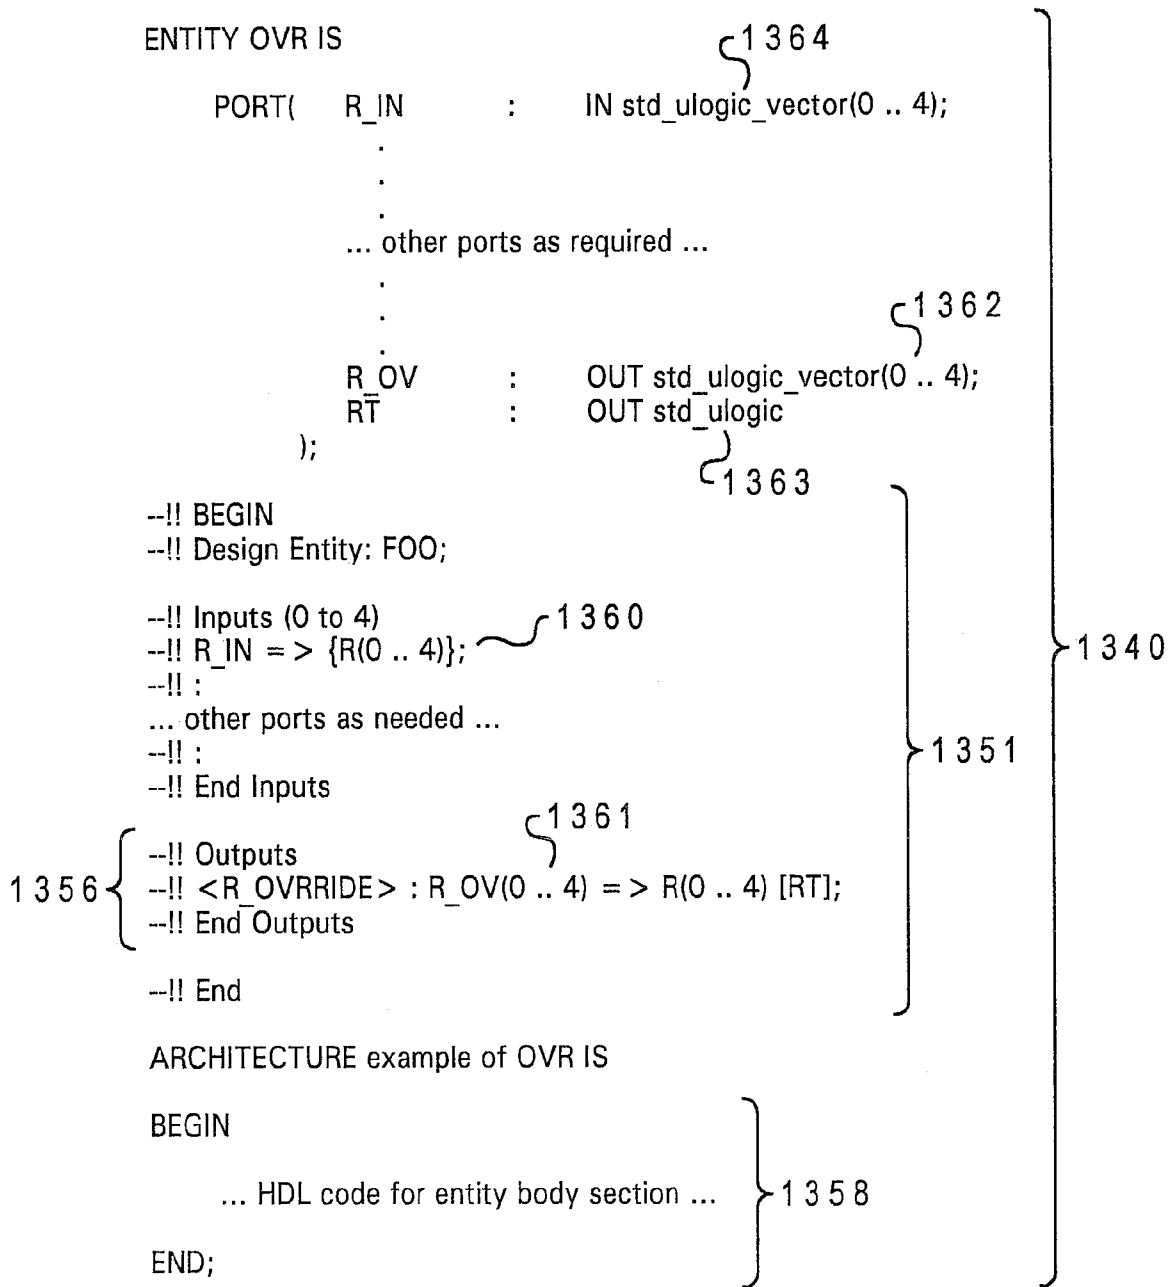 ENTITY OVR IS
1364
PORT( R_IN : IN std_ulogic_vector(0 .. 4);
.
.
.
... other ports as required ...
.
.
.
1362
R_OV : OUT std_ulogic_vector(0 .. 4);
RT : OUT std_ulogic
);
1363
--!! BEGIN
--!! Design Entity: FOO;
--!! Inputs (0 to 4)
1360
--!! R_IN => {R(0 .. 4)};
1340
--!! :
... other ports as needed ...
--!! :
1351
--!! End Inputs
1361
--!! Outputs
1356
--!! <R_OVRRIDE> : R_OV(0 .. 4) => R(0 .. 4) [RT];
--!! End Outputs
--!! End
ARCHITECTURE example of OVR IS
BEGIN
... HDL code for entity body section ...
1358
END;